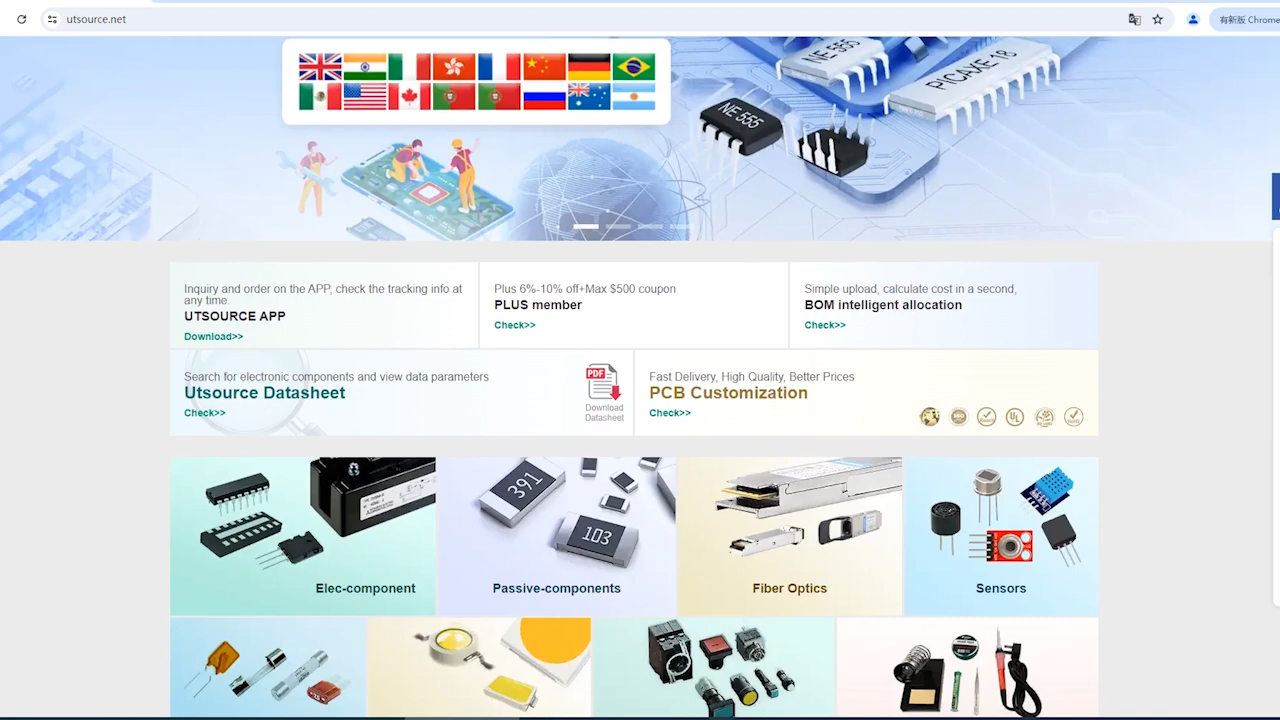 utsource.net
有新版 Chrome
NE 555
PICAXE-18
NE 555
Inquiry and order on the APP, check the tracking info at
any time.
UTSOURCE APP
Download>>
Plus 6%-10% off+Max $500 coupon
PLUS member
Check>>
Simple upload, calculate cost in a second,
BOM intelligent allocation
Check>>
Search for electronic components and view data parameters
Utsource Datasheet
Check>>
PDF
Download
Datasheet
Fast Delivery, High Quality, Better Prices
PCB Customization
Check>>
UL
391
103
Elec-component
Passive-components
Fiber Optics
Sensors